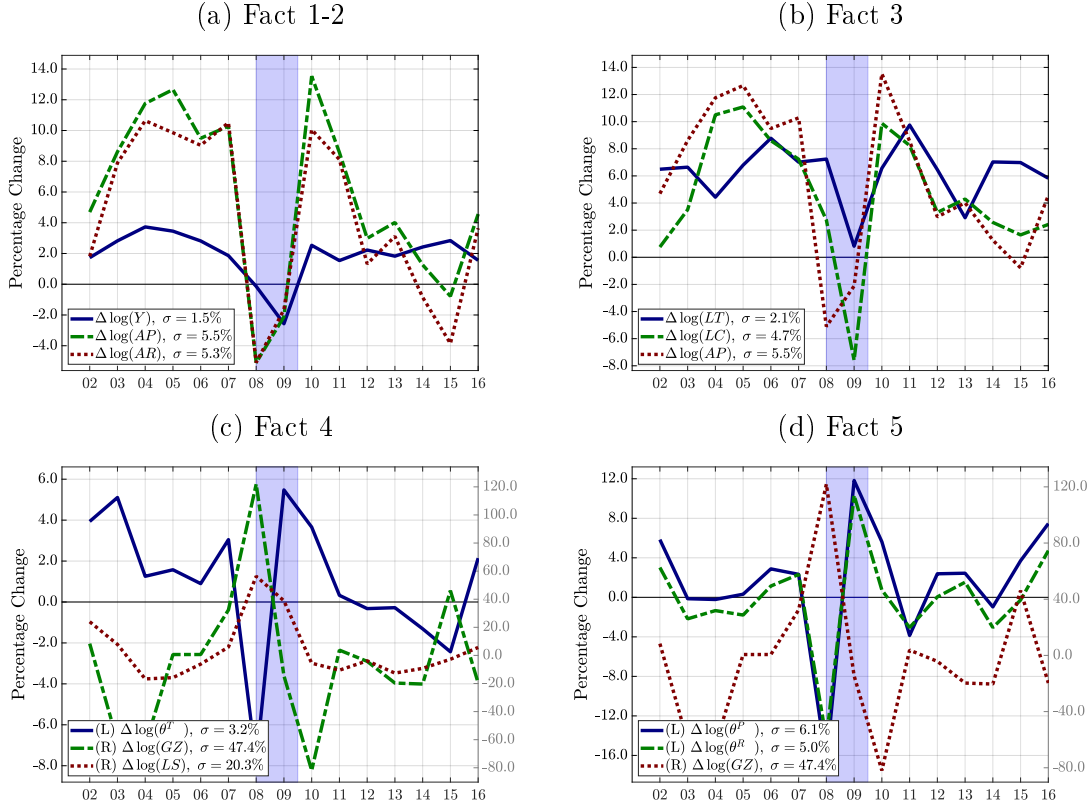 (a) Fact 1-2
Percentage Change
14.0
12.0
10.0
8.0
6.0
4.0
2.0
0.0
-2.0
-4.0
Δ log(Y), σ = 1.5%
Δ log(AP), σ = 5.5%
Δ log(AR), σ = 5.3%
02 03 04 05 06 07 08 09 10 11 12 13 14 15 16
(b) Fact 3
Percentage Change
14.0
12.0
10.0
8.0
6.0
4.0
2.0
0.0
-2.0
-4.0
-6.0
-8.0
Δ log(LT), σ = 2.1%
Δ log(LC), σ = 4.7%
Δ log(AP), σ = 5.5%
02 03 04 05 06 07 08 09 10 11 12 13 14 15 16
(c) Fact 4
Percentage Change
6.0
4.0
2.0
0.0
-2.0
-4.0
-6.0
-8.0
120.0
100.0
80.0
60.0
40.0
20.0
0.0
-20.0
-40.0
-60.0
-80.0
(L) Δ log(θ^T ), σ = 3.2%
(R) Δ log(GZ), σ = 47.4%
(R) Δ log(LS), σ = 20.3%
02 03 04 05 06 07 08 09 10 11 12 13 14 15 16
(d) Fact 5
Percentage Change
12.0
8.0
4.0
0.0
-4.0
-8.0
-12.0
-16.0
120.0
80.0
40.0
0.0
-40.0
-80.0
(L) Δ log(θ^P ), σ = 6.1%
(L) Δ log(θ^R ), σ = 5.0%
(R) Δ log(GZ), σ = 47.4%
02 03 04 05 06 07 08 09 10 11 12 13 14 15 16